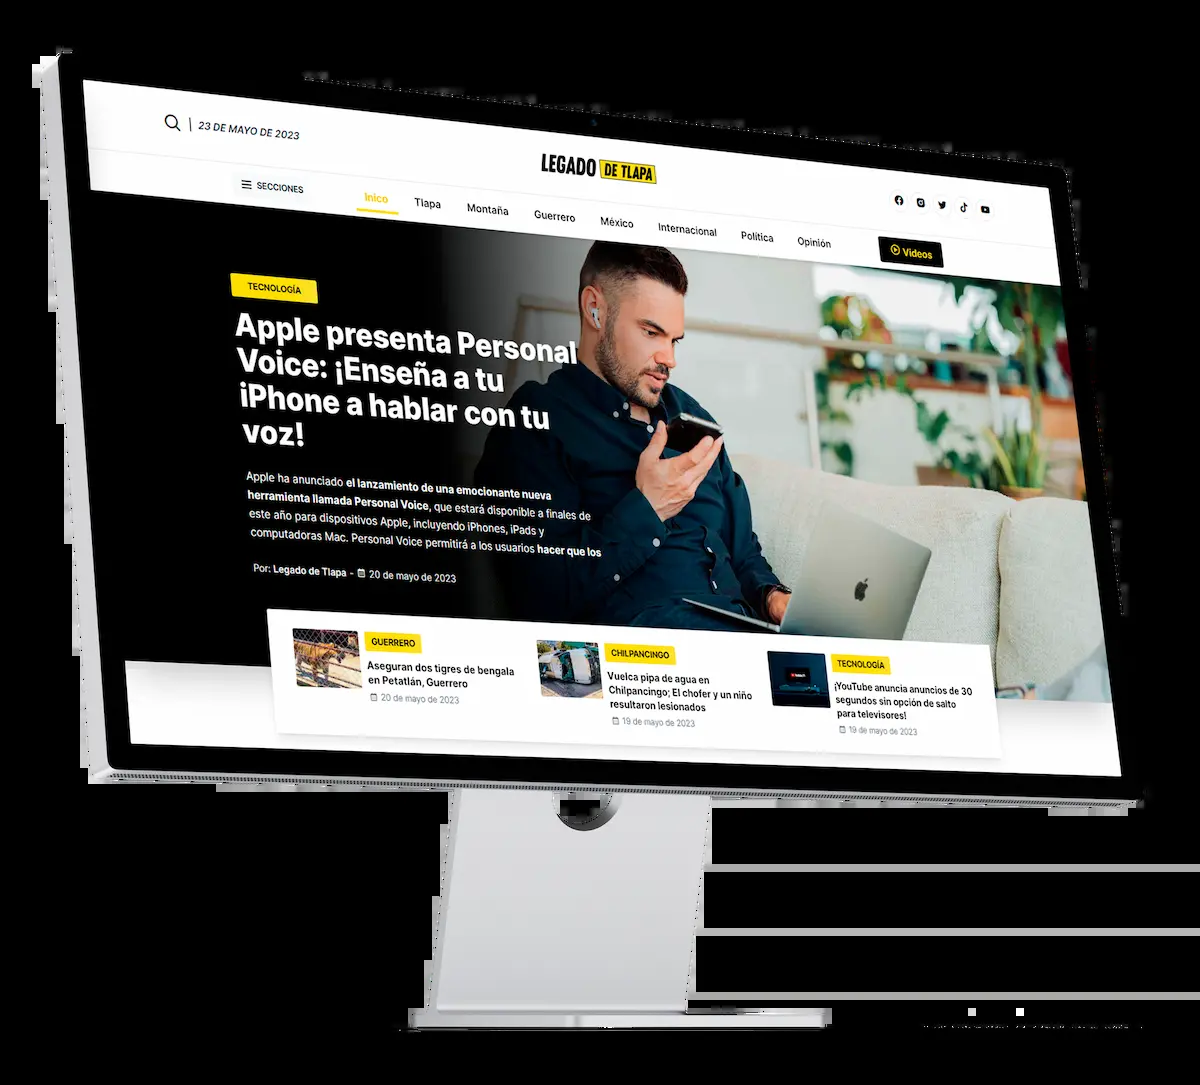 23 DE MAYO DE 2023
LEGADO DE TLAPA
SECCIONES
Inico
Tlapa
Montaña
Guerrero
México
Internacional
Política
Opinión
Videos
TECNOLOGÍA
Apple presenta Personal
Voice: ¡Enseña a tu
iPhone a hablar con tu
voz!
Apple ha anunciado el lanzamiento de una emocionante nueva
herramienta llamada Personal Voice, que estará disponible a finales de
este año para dispositivos Apple, incluyendo iPhones, iPads y
computadoras Mac. Personal Voice permitirá a los usuarios hacer que los
Por: Legado de Tlapa - 20 de mayo de 2023
GUERRERO
Aseguran dos tigres de bengala
en Petatlán, Guerrero
20 de mayo de 2023
CHILPANCINGO
Vuelca pipa de agua en
Chilpancingo; El chofer y un niño
resultaron lesionados
19 de mayo de 2023
TECNOLOGÍA
¡YouTube anuncia anuncios de 30
segundos sin opción de salto
para televisores!
19 de mayo de 2023